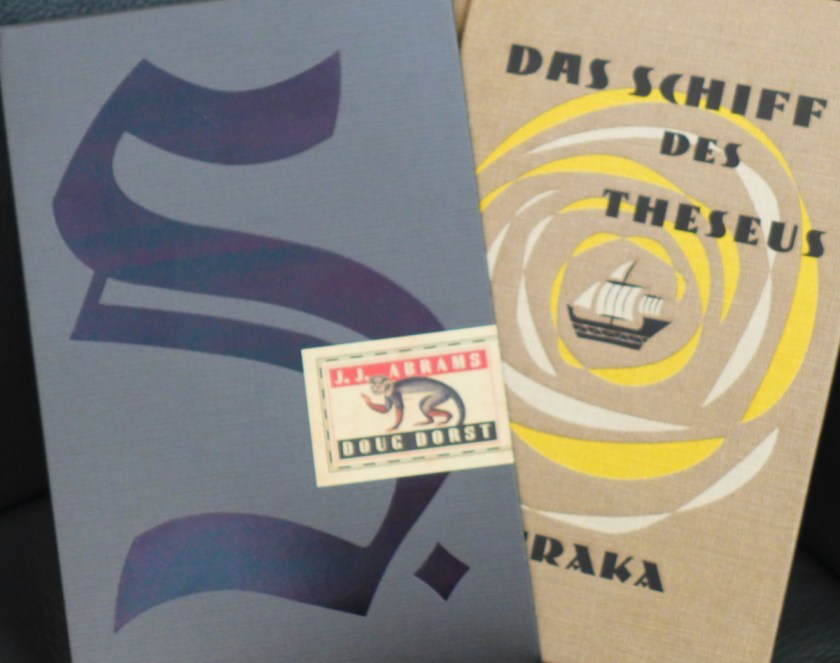 S.
J.J. ABRAMS
DOUG DORST
DAS SCHIFF
DES
THESEUS
RAKA